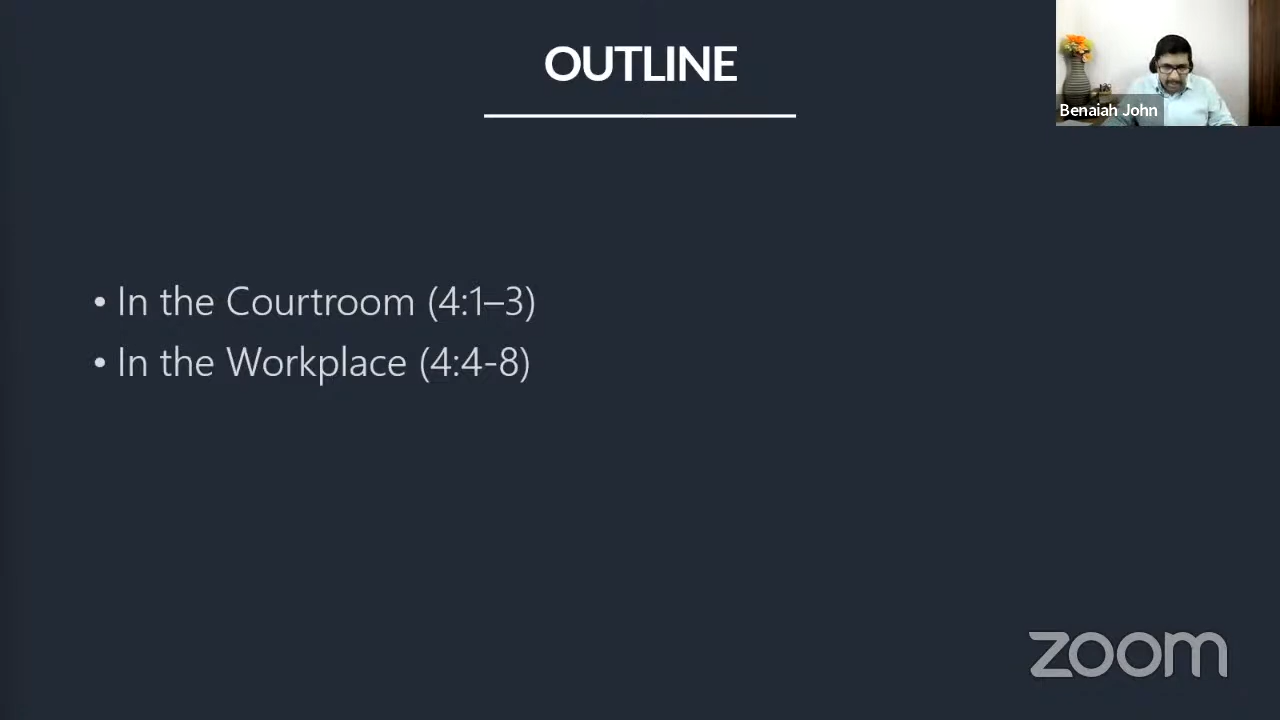 OUTLINE
Benaiah John
• In the Courtroom (4:1–3)
• In the Workplace (4:4-8)
zoom